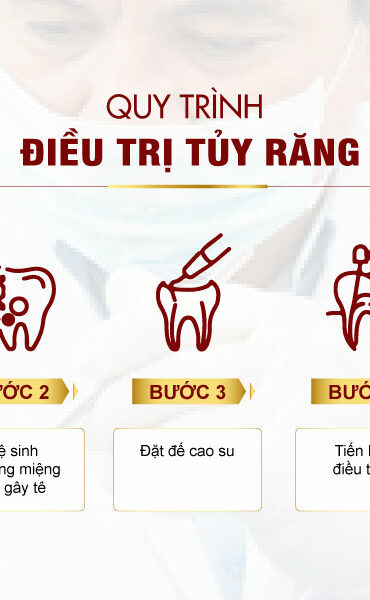 QUY TRÌNH
ĐIỀU TRỊ TỦY RĂNG
ƯỚC 2
BƯỚC 3
BƯỚ
ệ sinh
ng miệng
gây tê
Đặt đế cao su
Tiến
điều t